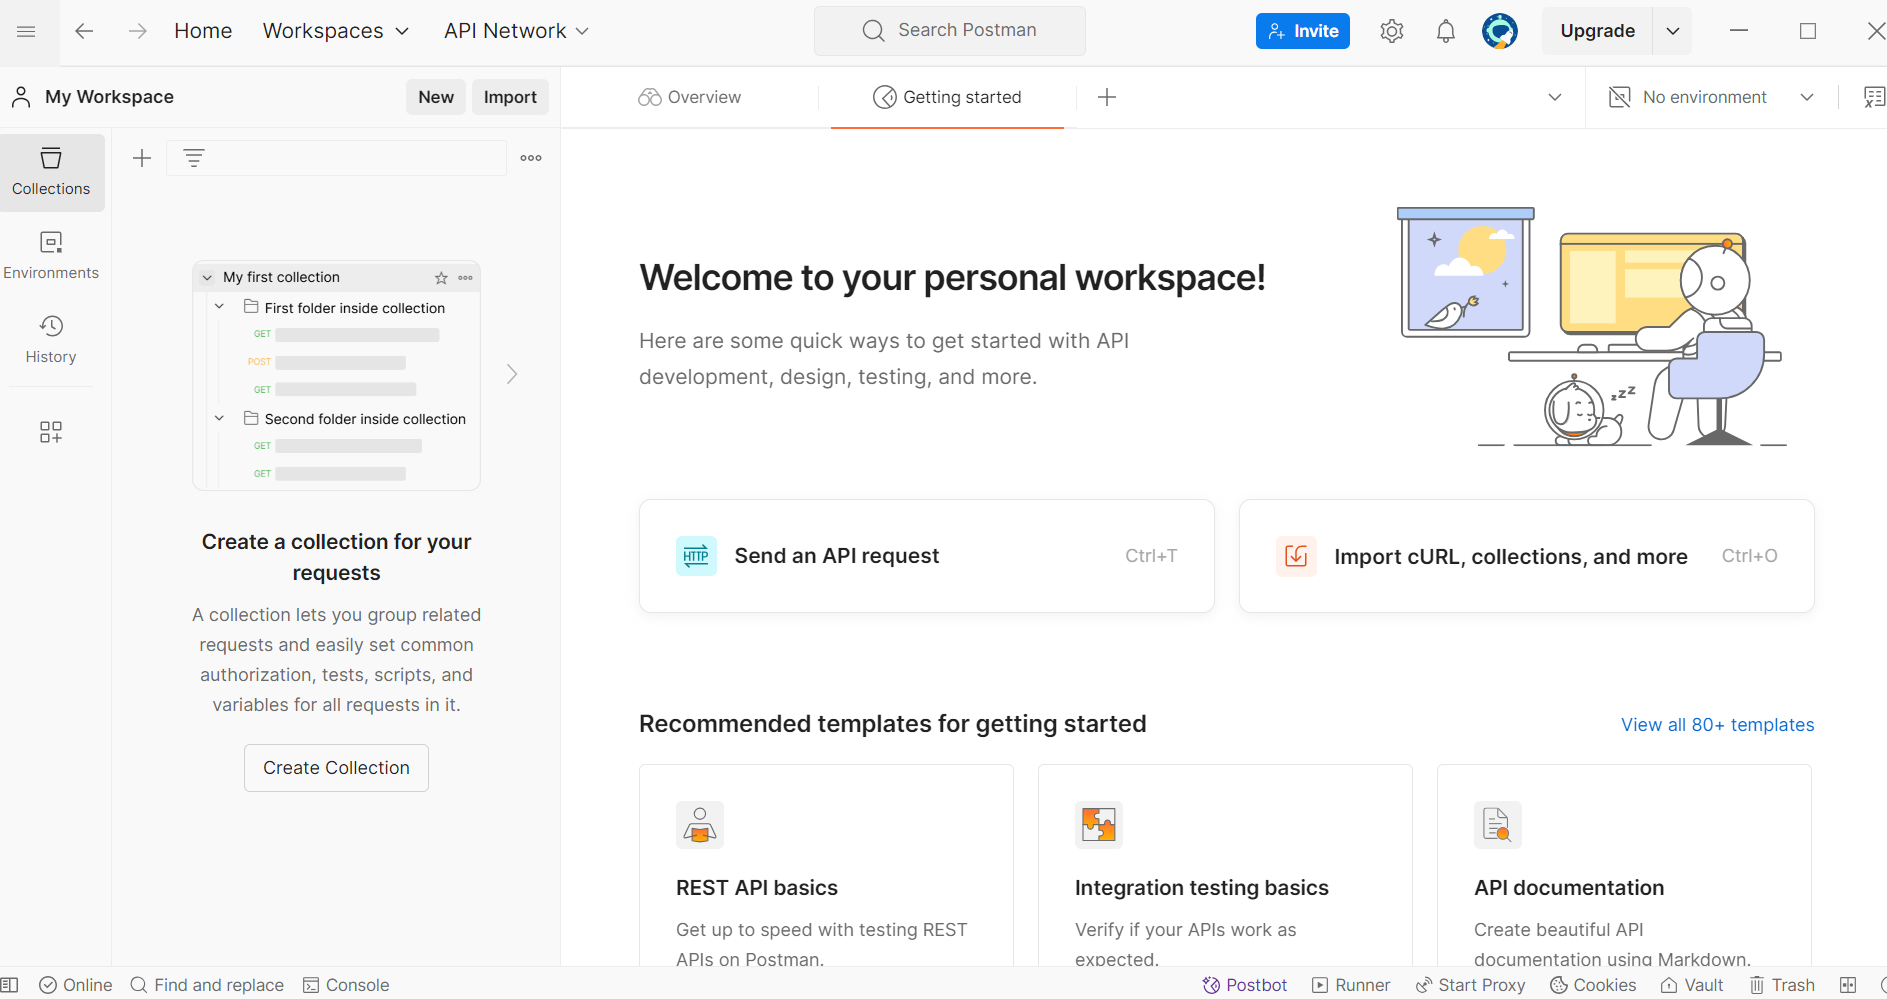 Home Workspaces API Network Search Postman Invite Upgrade
My Workspace New Import Overview Getting started No environment
Collections
Environments
History
My first collection
First folder inside collection
GET
POST
GET
Second folder inside collection
GET
GET
Create a collection for your
requests
A collection lets you group related
requests and easily set common
authorization, tests, scripts, and
variables for all requests in it.
Create Collection
Welcome to your personal workspace!
Here are some quick ways to get started with API
development, design, testing, and more.
zzZ
HTTP Send an API request Ctrl+T
Import cURL, collections, and more Ctrl+O
Recommended templates for getting started View all 80+ templates
REST API basics
Get up to speed with testing REST
APIs on Postman.
Integration testing basics
Verify if your APIs work as
expected.
API documentation
Create beautiful API
documentation using Markdown.
Online Find and replace Console Postbot Runner Start Proxy Cookies Vault Trash